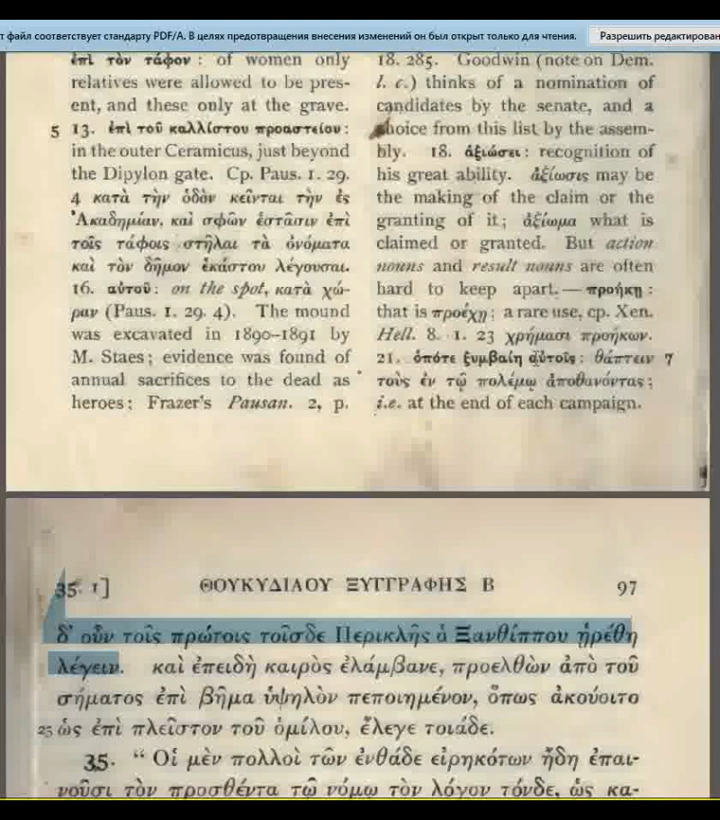 т файл соответствует стандарту PDF/A. В целях предотвращения внесения изменений он был открыт только для чтения.
Разрешить редактирован
ἐπὶ τὸν τάφον : of women only
relatives were allowed to be pres-
ent, and these only at the grave.
5 13. ἐπὶ τοῦ καλλίστου προαστείου:
in the outer Ceramicus, just beyond
the Dipylon gate. Cp. Paus. 1. 29.
4 κατὰ τὴν ὁδὸν κεῖνται τὴν ἐς
Ἀκαδημίαν, καὶ σφῶν ἑστᾶσιν ἐπὶ
τοῖς τάφοις στῆλαι τὰ ὀνόματα
καὶ τὸν δῆμον ἑκάστου λέγουσαι.
16. αὐτοῦ: on the spot, κατὰ χώ-
ραν (Paus. 1. 29. 4). The mound
was excavated in 1890–1891 by
M. Staes; evidence was found of
annual sacrifices to the dead as
heroes; Frazer's Pausan. 2, p.
18. 285. Goodwin (note on Dem.
l. c.) thinks of a nomination of
candidates by the senate, and a
choice from this list by the assem-
bly. 18. ἀξιώσει: recognition of
his great ability. ἀξίωσις may be
the making of the claim or the
granting of it; ἀξίωμα what is
claimed or granted. But action
nouns and result nouns are often
hard to keep apart. — προήκῃ:
that is προέχῃ; a rare use, cp. Xen.
Hell. 8. 1. 23 χρήμασι προήκων.
21. ὁπότε ξυμβαίη αὐτοῖς: θάπτειν 7
τοὺς ἐν τῷ πολέμῳ ἀποθανόντας;
i.e. at the end of each campaign.
35. 1] ΘΟΥΚΥΔΙΔΟΥ ΞΥΓΓΡΑΦΗΣ Β 97
δ' οὖν τοῖς πρώτοις τοῖσδε Περικλῆς ὁ Ξανθίππου ᾑρέθη
λέγειν. καὶ ἐπειδὴ καιρὸς ἐλάμβανε, προελθὼν ἀπὸ τοῦ
σήματος ἐπὶ βῆμα ὑψηλὸν πεποιημένον, ὅπως ἀκούοιτο
25 ὡς ἐπὶ πλεῖστον τοῦ ὁμίλου, ἔλεγε τοιάδε.
35. “Οἱ μὲν πολλοὶ τῶν ἐνθάδε εἰρηκότων ἤδη ἐπαι-
νοῦσι τὸν προσθέντα τῷ νόμῳ τὸν λόγον τόνδε, ὡς κα-